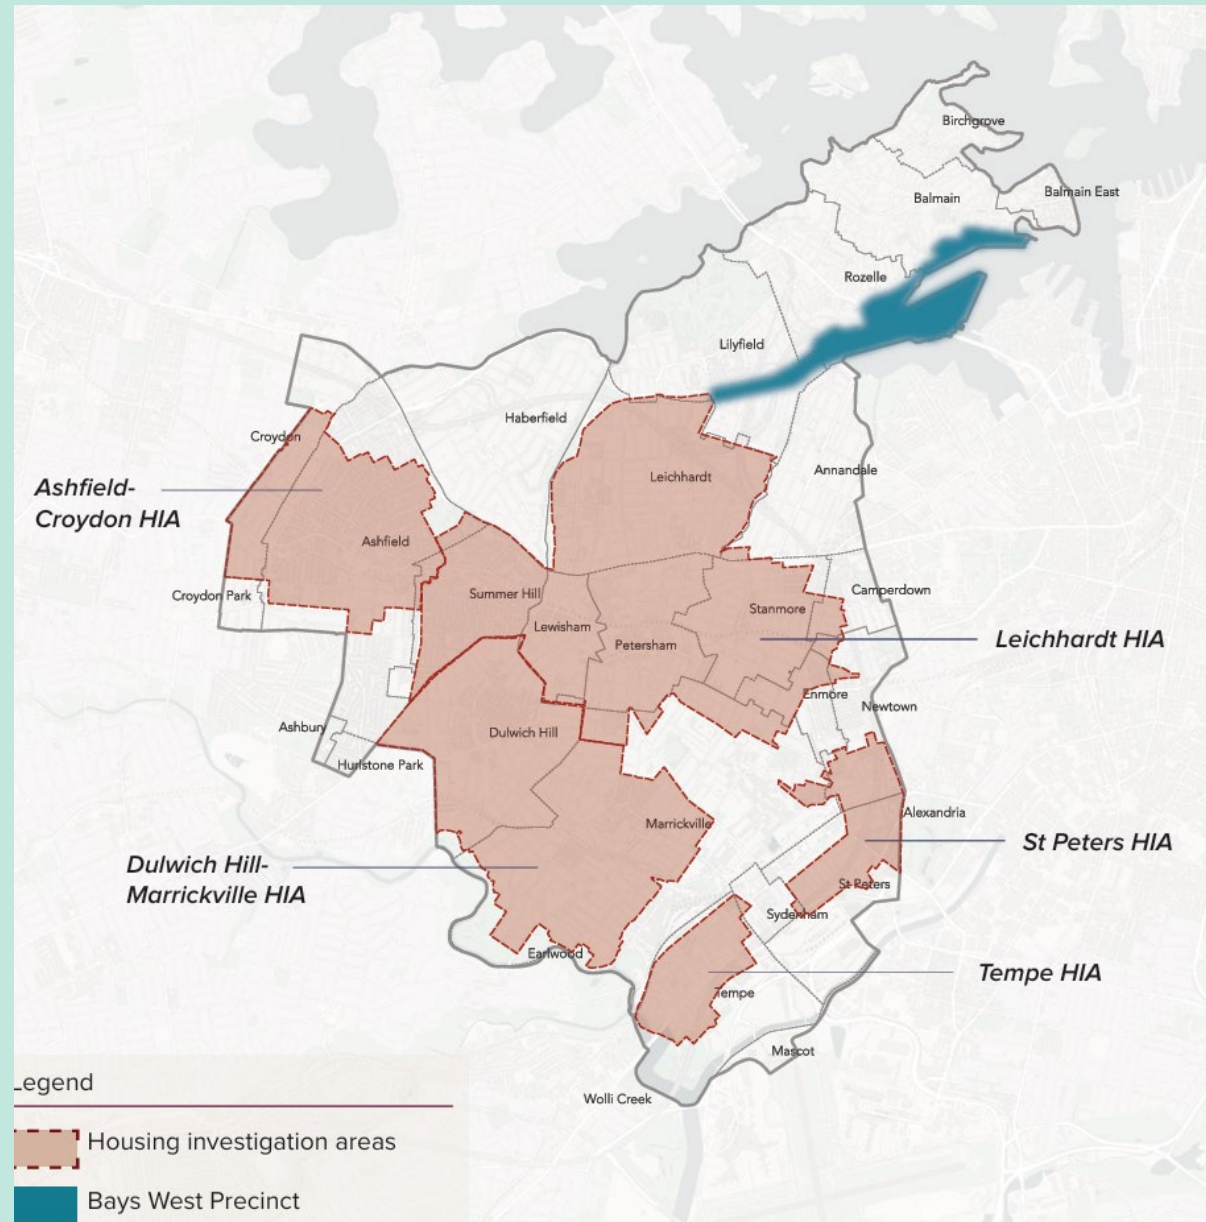 Birchgrove
Balmain
Balmain East
Rozelle
Lilyfield
Haberfield
Croydon
Leichhardt
Annandale
Ashfield-
Croydon HIA
Ashfield
Summer Hill
Croydon Park
Camperdown
Stanmore
Lewisham
Petersham
Leichhardt HIA
Enmore
Newtown
Ashbury
Dulwich Hill
Hurlstone Park
Alexandria
Marrickville
St Peters HIA
Dulwich Hill-
Marrickville HIA
St Peters
Sydenham
Earlwood
Tempe HIA
Tempe
Mascot
Wolli Creek
Legend
Housing investigation areas
Bays West Precinct